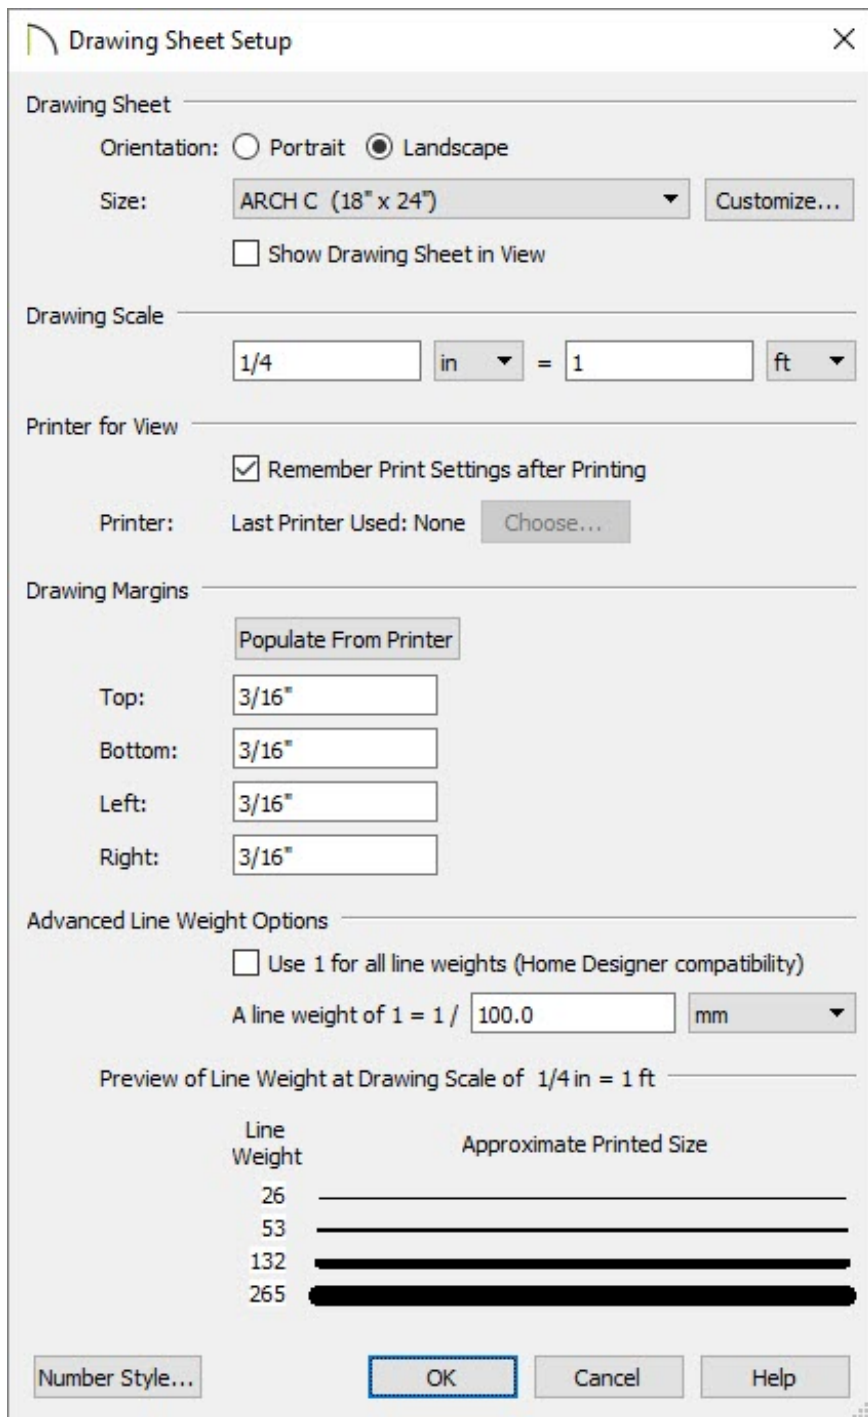 Drawing Sheet Setup
Drawing Sheet
Orientation: Portrait Landscape
Size: ARCH C (18" x 24") Customize...
Show Drawing Sheet in View
Drawing Scale
1/4 in = 1 ft
Printer for View
Remember Print Settings after Printing
Printer: Last Printer Used: None Choose...
Drawing Margins
Populate From Printer
Top: 3/16"
Bottom: 3/16"
Left: 3/16"
Right: 3/16"
Advanced Line Weight Options
Use 1 for all line weights (Home Designer compatibility)
A line weight of 1 = 1 / 100.0 mm
Preview of Line Weight at Drawing Scale of 1/4 in = 1 ft
Line
Weight Approximate Printed Size
26
53
132
265
Number Style... OK Cancel Help